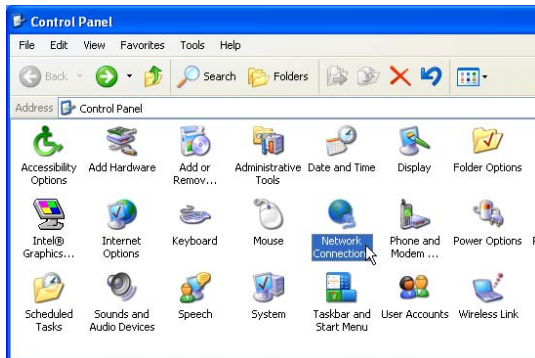 Control Panel
File Edit View Favorites Tools Help
Back Search Folders
Address Control Panel
Accessibility Options
Add Hardware
Add or Remov...
Administrative Tools
Date and Time
Display
Folder Options
Intel® Graphics...
Internet Options
Keyboard
Mouse
Network Connections
Phone and Modem ...
Power Options
Scheduled Tasks
Sounds and Audio Devices
Speech
System
Taskbar and Start Menu
User Accounts
Wireless Link